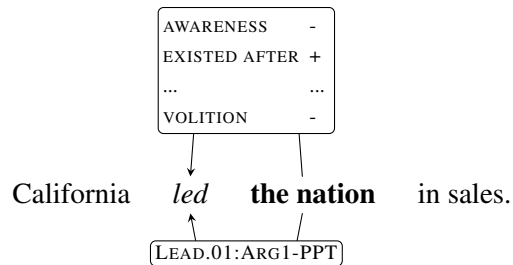 AWARENESS -
EXISTED AFTER +
... ...
VOLITION -
California led the nation in sales.
LEAD.01:ARG1-PPT